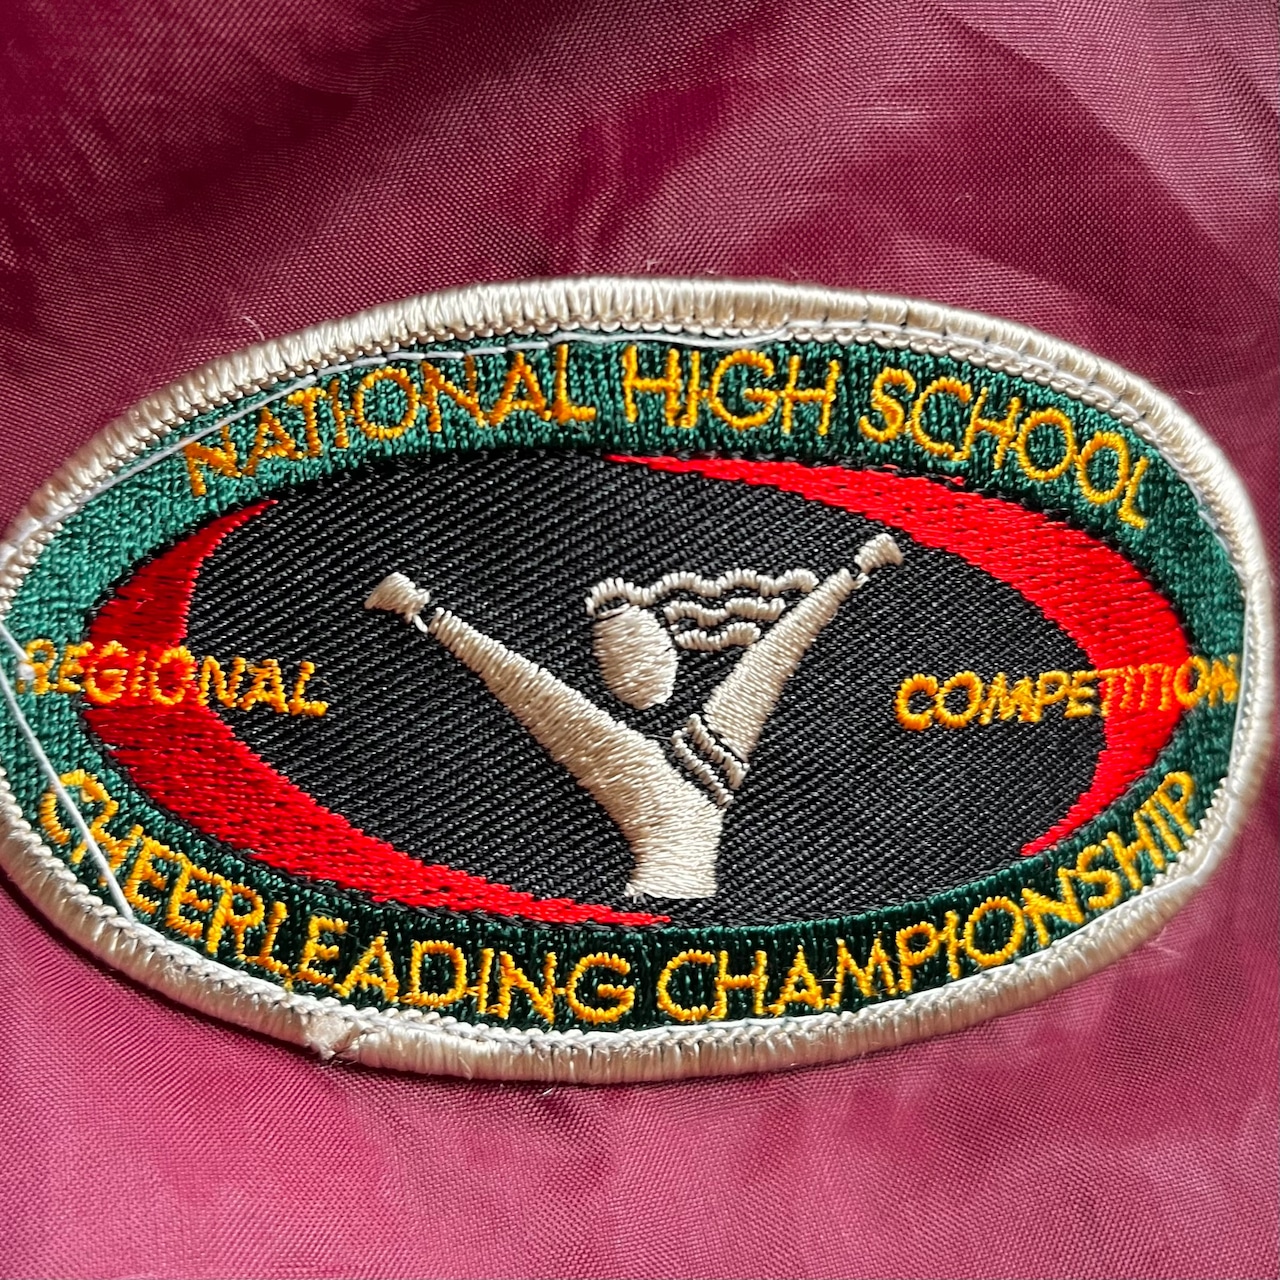 NATIONAL HIGH SCHOOL
REGIONAL COMPETITION
CHEERLEADING CHAMPIONSHIP